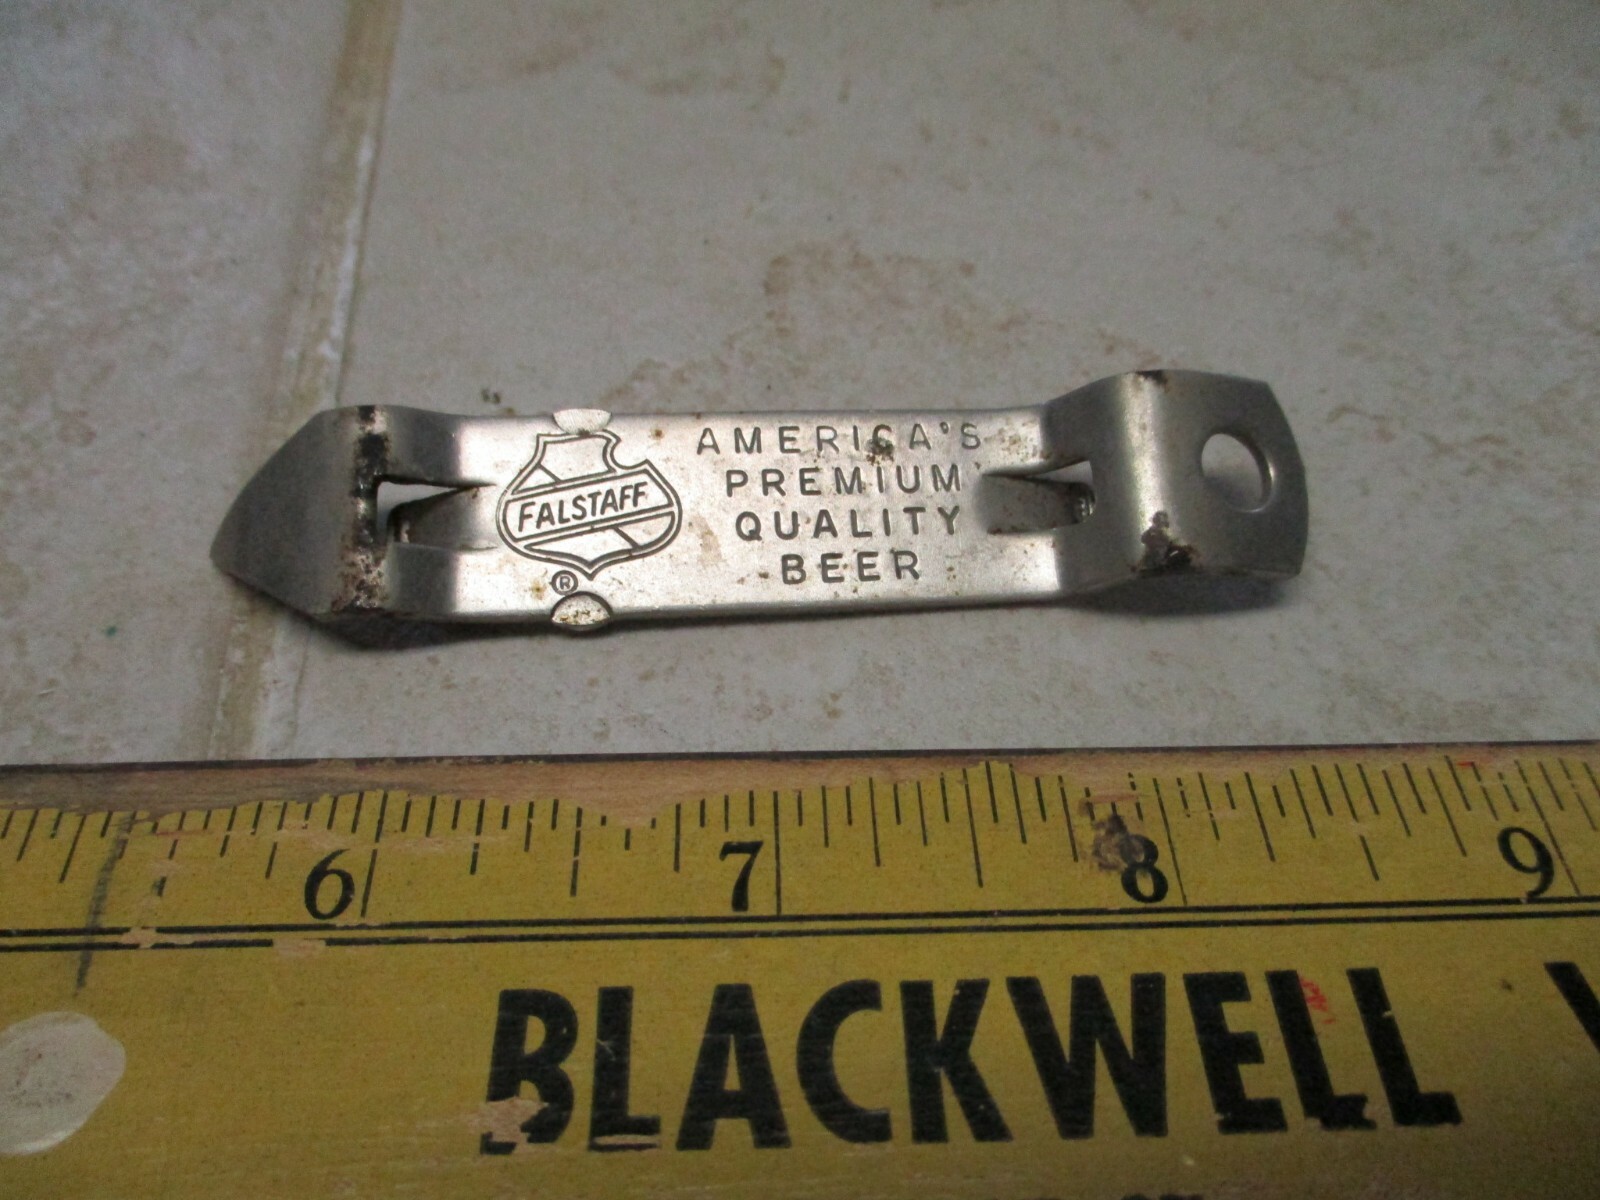 AMERICA'S
PREMIUM
QUALITY
BEER
FALSTAFF
®
6 7 8 9
BLACKWELL